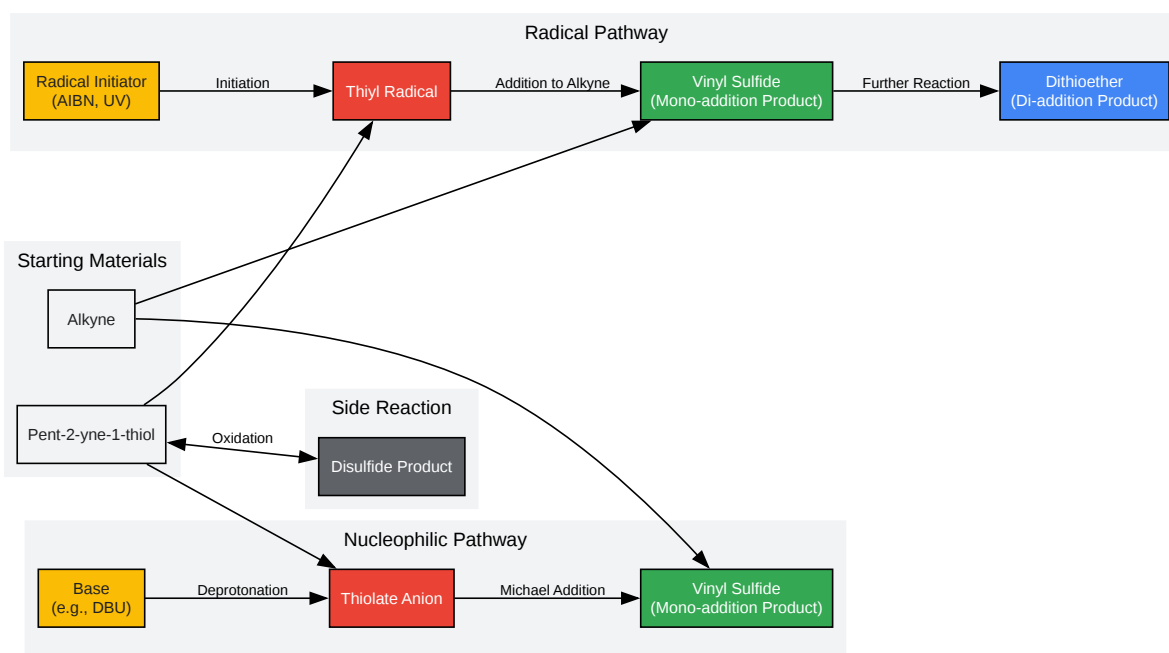 Radical Pathway
Radical Initiator
(AIBN, UV)
Initiation
Thiyl Radical
Addition to Alkyne
Vinyl Sulfide
(Mono-addition Product)
Further Reaction
Dithioether
(Di-addition Product)
Starting Materials
Alkyne
Pent-2-yne-1-thiol
Oxidation
Side Reaction
Disulfide Product
Nucleophilic Pathway
Base
(e.g., DBU)
Deprotonation
Thiolate Anion
Michael Addition
Vinyl Sulfide
(Mono-addition Product)